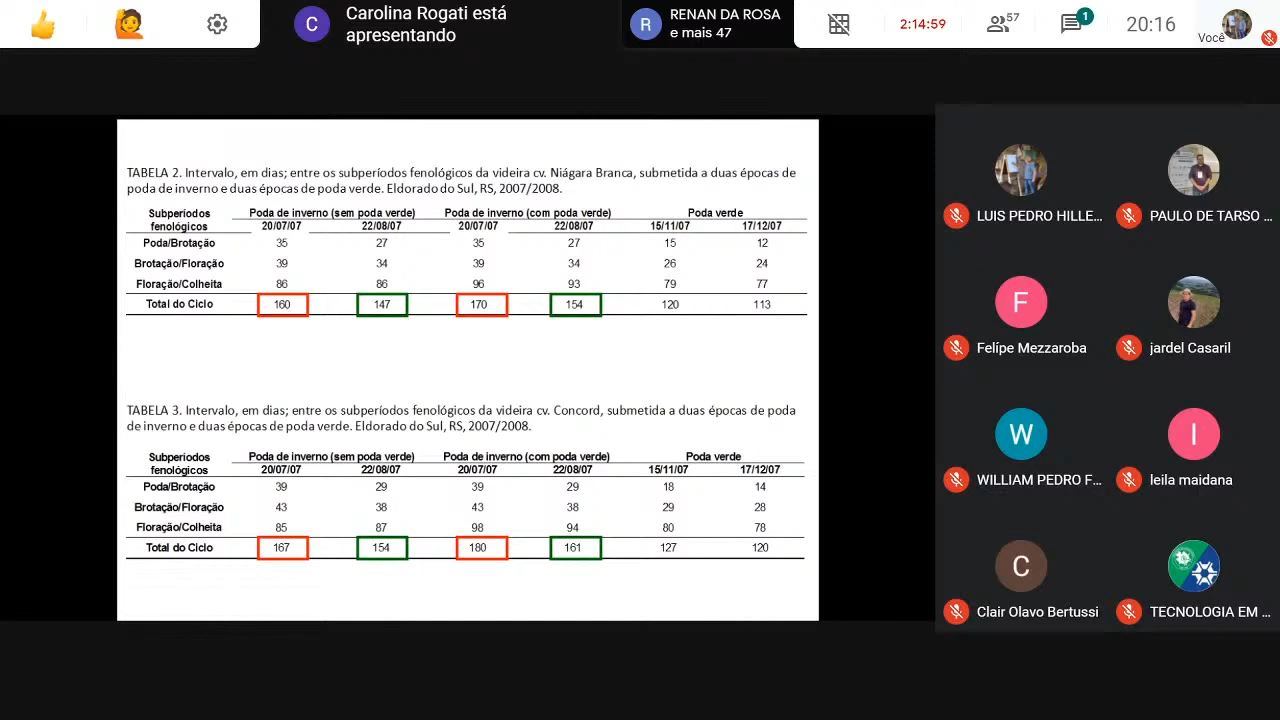 Carolina Rogati está
apresentando
C
R
RENAN DA ROSA
e mais 47
2:14:59
57
1
20:16
Você
TABELA 2. Intervalo, em dias; entre os subperíodos fenológicos da videira cv. Niágara Branca, submetida a duas épocas de
poda de inverno e duas épocas de poda verde. Eldorado do Sul, RS, 2007/2008.
Subperíodos Poda de inverno (sem poda verde) Poda de inverno (com poda verde) Poda verde
fenológicos 20/07/07 22/08/07 20/07/07 22/08/07 15/11/07 17/12/07
Poda/Brotação 35 27 35 27 15 12
Brotação/Floração 39 34 39 34 26 24
Floração/Colheita 86 86 96 93 79 77
Total do Ciclo 160 147 170 154 120 113
TABELA 3. Intervalo, em dias; entre os subperíodos fenológicos da videira cv. Concord, submetida a duas épocas de poda
de inverno e duas épocas de poda verde. Eldorado do Sul, RS, 2007/2008.
Subperíodos Poda de inverno (sem poda verde) Poda de inverno (com poda verde) Poda verde
fenológicos 20/07/07 22/08/07 20/07/07 22/08/07 15/11/07 17/12/07
Poda/Brotação 39 29 39 29 18 14
Brotação/Floração 43 38 43 38 29 28
Floração/Colheita 85 87 98 94 80 78
Total do Ciclo 167 154 180 161 127 120
LUIS PEDRO HILLE...
PAULO DE TARSO ...
F
Felípe Mezzaroba
jardel Casaril
W
WILLIAM PEDRO F...
I
leila maidana
C
Clair Olavo Bertussi
TECNOLOGIA EM ...